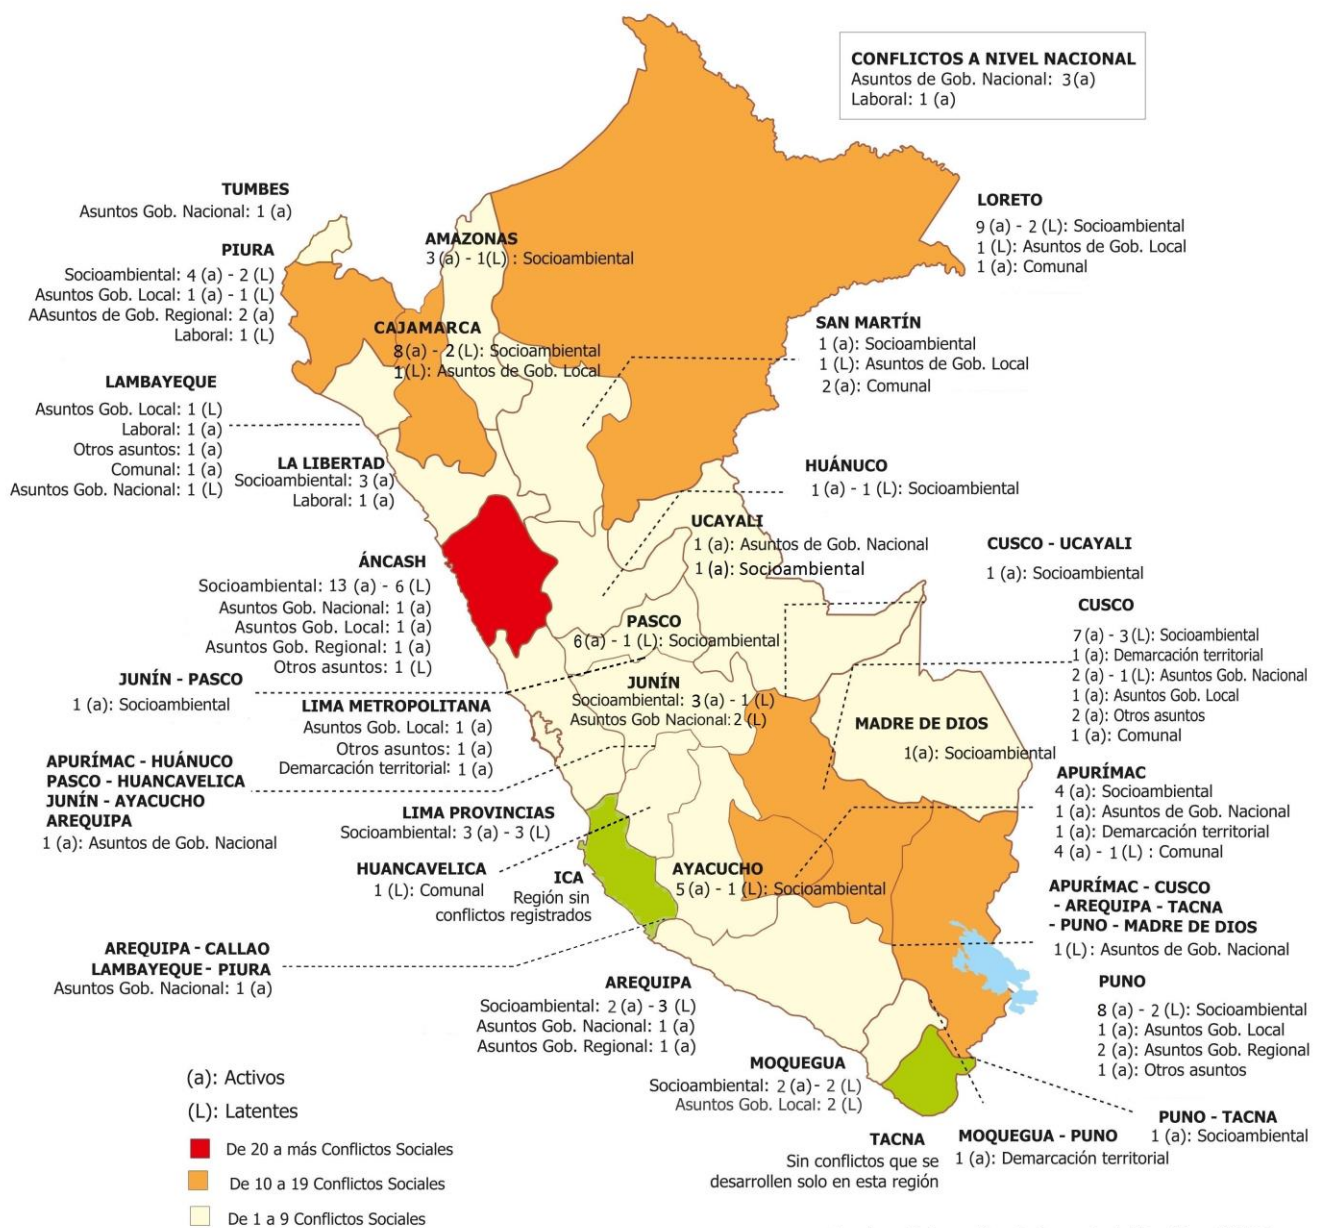 CONFLICTOS A NIVEL NACIONAL
Asuntos de Gob. Nacional: 3(a)
Laboral: 1 (a)
TUMBES
Asuntos Gob. Nacional: 1 (a)
PIURA
Socioambiental: 4 (a) - 2 (L)
Asuntos Gob. Local: 1 (a) - 1 (L)
AAsuntos de Gob. Regional: 2 (a)
Laboral: 1 (L)
AMAZONAS
3 (a) - 1(L) : Socioambiental
LORETO
9 (a) - 2 (L): Socioambiental
1 (L): Asuntos de Gob. Local
1 (a): Comunal
CAJAMARCA
8(a) - 2(L): Socioambiental
1(L): Asuntos de Gob. Local
SAN MARTÍN
1 (a): Socioambiental
1 (L): Asuntos de Gob. Local
2 (a): Comunal
LAMBAYEQUE
Asuntos Gob. Local: 1 (L)
Laboral: 1 (a)
Otros asuntos: 1 (a)
Comunal: 1 (a)
Asuntos Gob. Nacional: 1 (L)
LA LIBERTAD
Socioambiental: 3 (a)
Laboral: 1 (a)
HUÁNUCO
1 (a) - 1 (L): Socioambiental
UCAYALI
1 (a): Asuntos de Gob. Nacional
1 (a): Socioambiental
CUSCO - UCAYALI
1 (a): Socioambiental
ÁNCASH
Socioambiental: 13 (a) - 6 (L)
Asuntos Gob. Nacional: 1 (a)
Asuntos Gob. Local: 1 (a)
Asuntos Gob. Regional: 1 (a)
Otros asuntos: 1 (L)
PASCO
6(a) - 1 (L): Socioambiental
CUSCO
7(a) - 3(L): Socioambiental
1 (a): Demarcación territorial
2 (a) - 1(L): Asuntos Gob. Nacional
1 (a): Asuntos Gob. Local
2 (a): Otros asuntos
1 (a): Comunal
JUNÍN - PASCO
1 (a): Socioambiental
JUNÍN
Socioambiental: 3 (a) - 1 (L)
Asuntos Gob Nacional: 2 (L)
LIMA METROPOLITANA
Asuntos Gob. Local: 1 (a)
Otros asuntos: 1 (a)
Demarcación territorial: 1 (a)
MADRE DE DIOS
1(a): Socioambiental
APURÍMAC - HUÁNUCO
PASCO - HUANCAVELICA
JUNÍN - AYACUCHO
AREQUIPA
1 (a): Asuntos de Gob. Nacional
APURÍMAC
4 (a): Socioambiental
1 (a): Asuntos de Gob. Nacional
1 (a): Demarcación territorial
4 (a) - 1 (L) : Comunal
LIMA PROVINCIAS
Socioambiental: 3 (a) - 3 (L)
HUANCAVELICA
1 (L): Comunal
ICA
Región sin
conflictos registrados
AYACUCHO
5 (a) - 1 (L): Socioambiental
APURÍMAC - CUSCO
- AREQUIPA - TACNA
- PUNO - MADRE DE DIOS
1 (L): Asuntos de Gob. Nacional
AREQUIPA - CALLAO
LAMBAYEQUE - PIURA
Asuntos Gob. Nacional: 1 (a)
AREQUIPA
Socioambiental: 2 (a) - 3 (L)
Asuntos Gob. Nacional: 1 (a)
Asuntos Gob. Regional: 1 (a)
PUNO
8 (a) - 2 (L): Socioambiental
1 (a): Asuntos Gob. Local
2 (a): Asuntos Gob. Regional
1 (a): Otros asuntos
MOQUEGUA
Socioambiental: 2 (a) - 2 (L)
Asuntos Gob. Local: 2 (L)
PUNO - TACNA
1 (a): Socioambiental
TACNA
Sin conflictos que se
desarrollen solo en esta región
MOQUEGUA - PUNO
1 (a): Demarcación territorial
(a): Activos
(L): Latentes
De 20 a más Conflictos Sociales
De 10 a 19 Conflictos Sociales
De 1 a 9 Conflictos Sociales